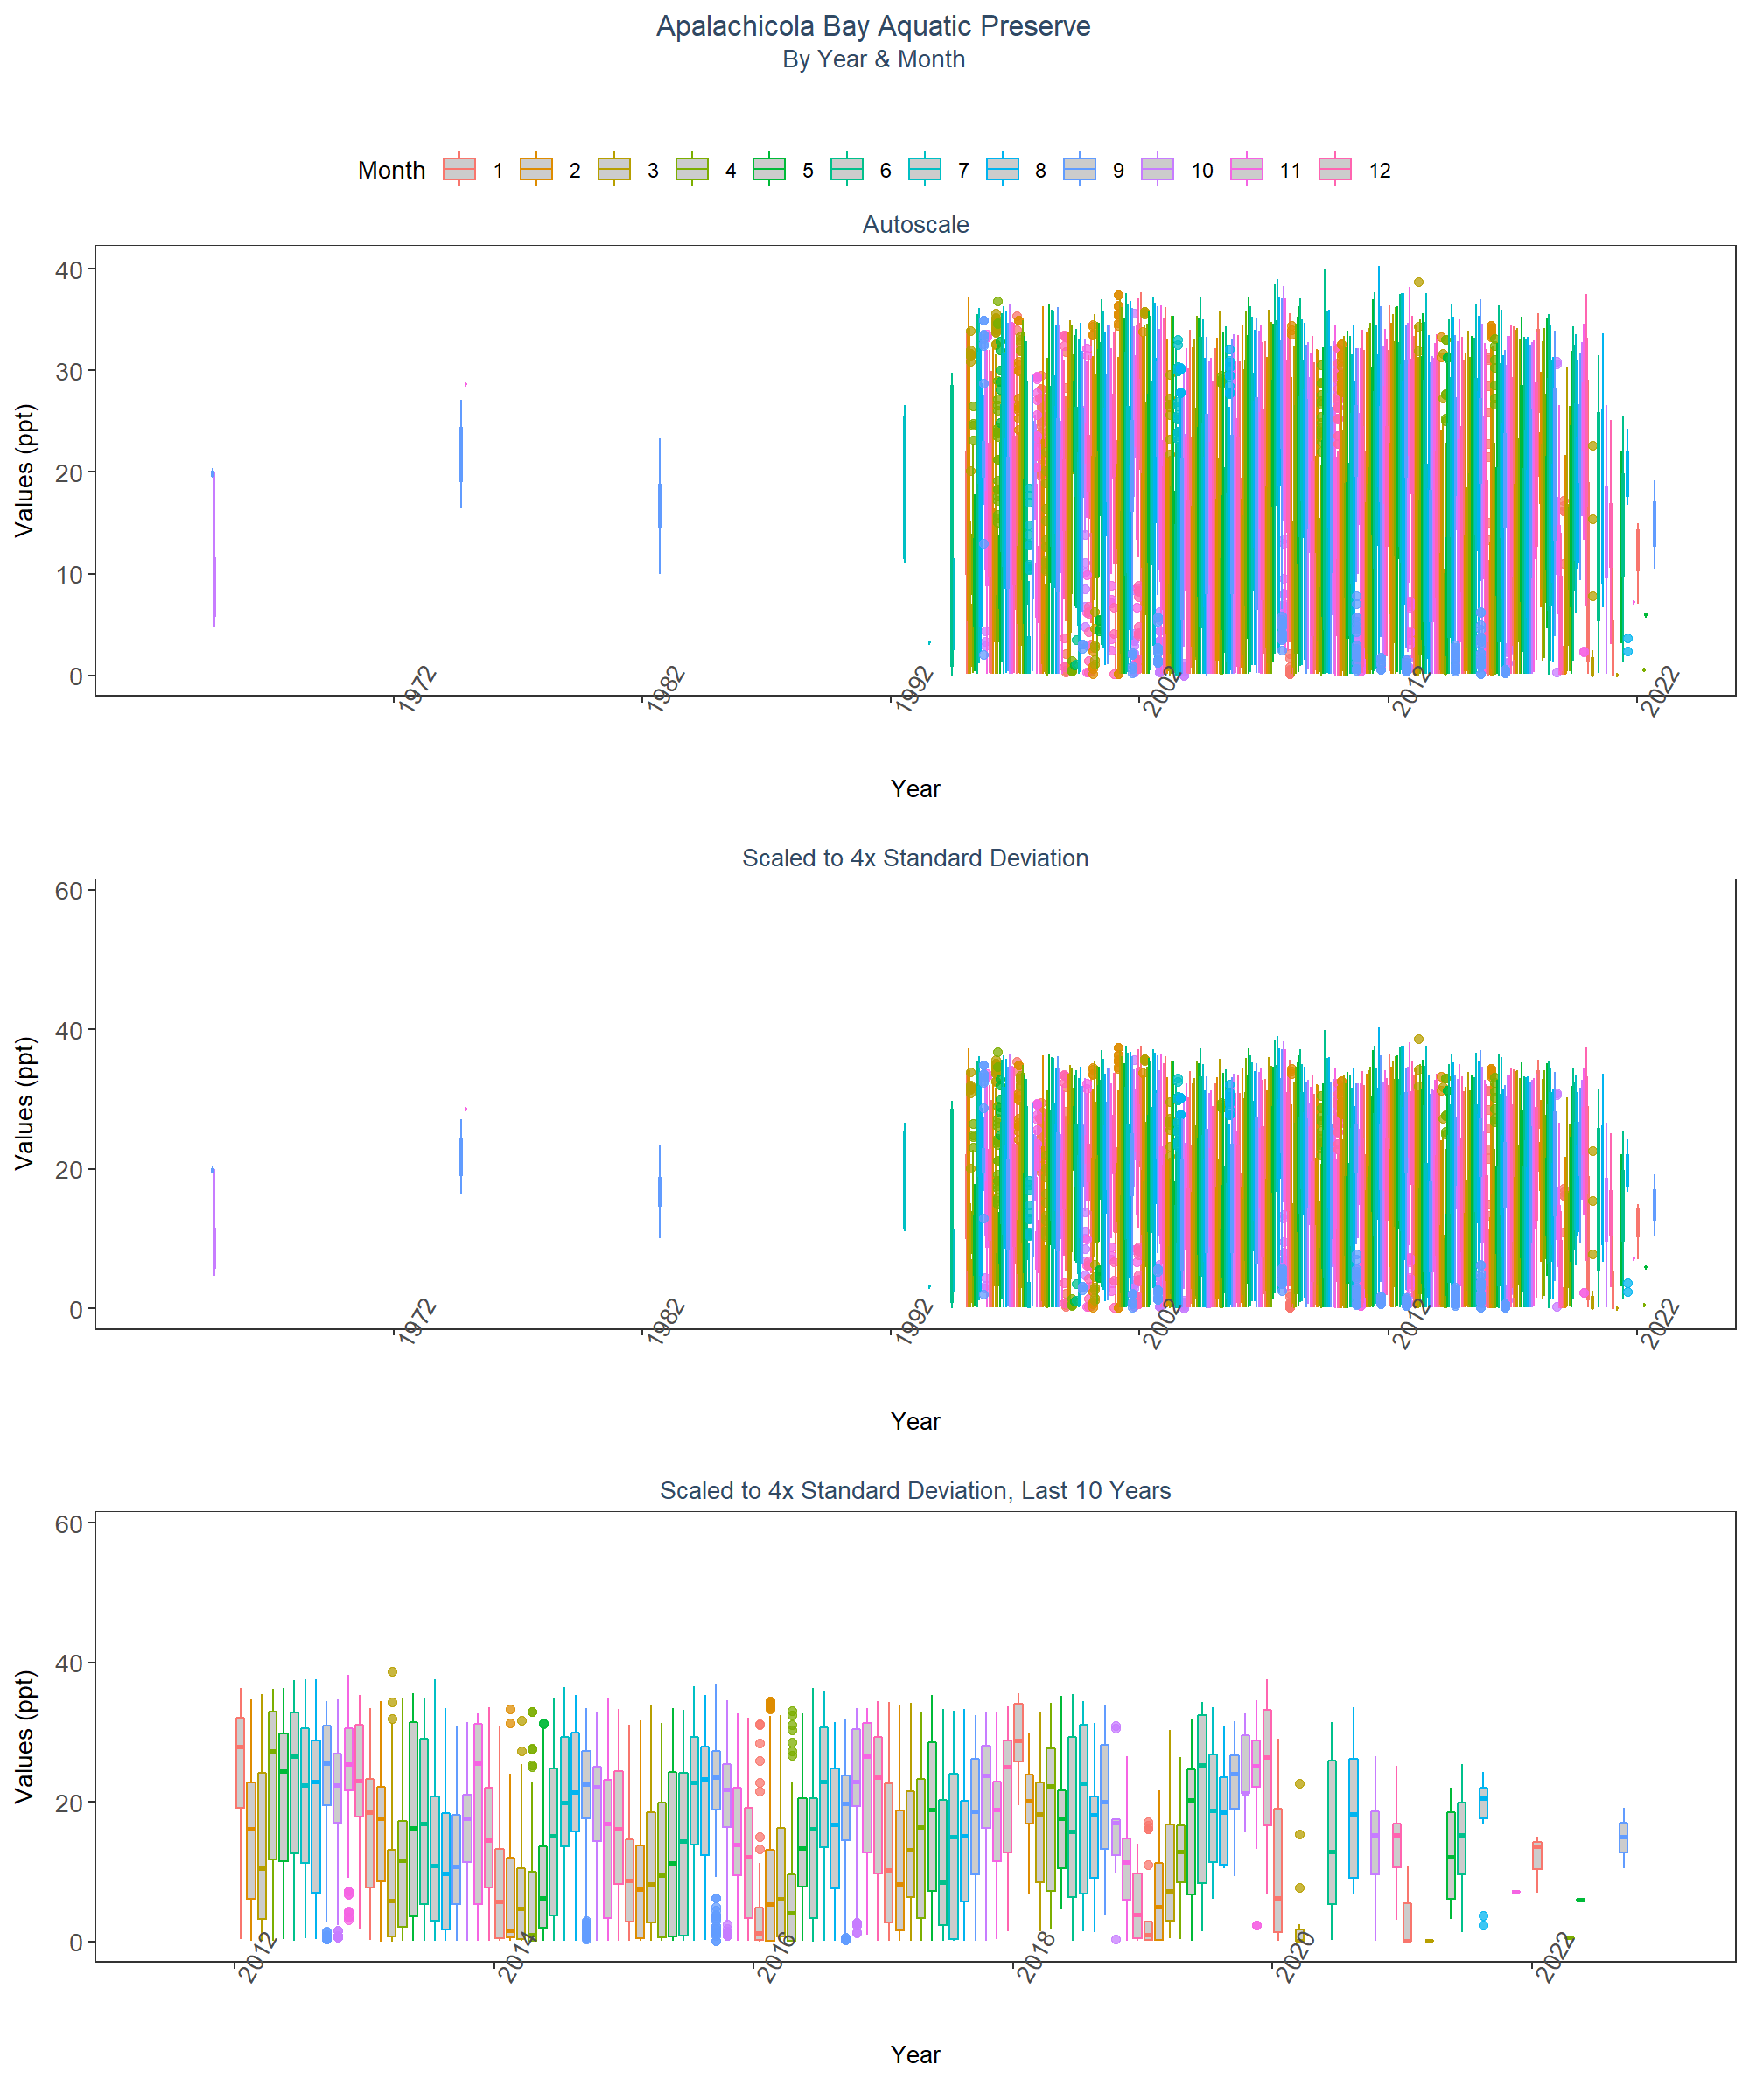 Apalachicola Bay Aquatic Preserve
By Year & Month
Month 1 2 3 4 5 6 7 8 9 10 11 12
Autoscale
Values (ppt)
40
30
20
10
0
1972 1982 1992 2002 2012 2022
Year
Scaled to 4x Standard Deviation
Values (ppt)
60
40
20
0
1972 1982 1992 2002 2012 2022
Year
Scaled to 4x Standard Deviation, Last 10 Years
Values (ppt)
60
40
20
0
2012 2014 2016 2018 2020 2022
Year